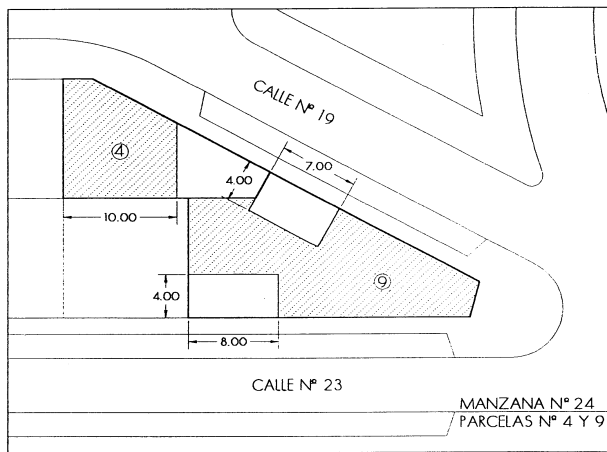 CALLE Nº 19
④
7.00
4.00
10.00
⑨
4.00
8.00
CALLE Nº 23
MANZANA Nº 24
PARCELAS Nº 4 Y 9